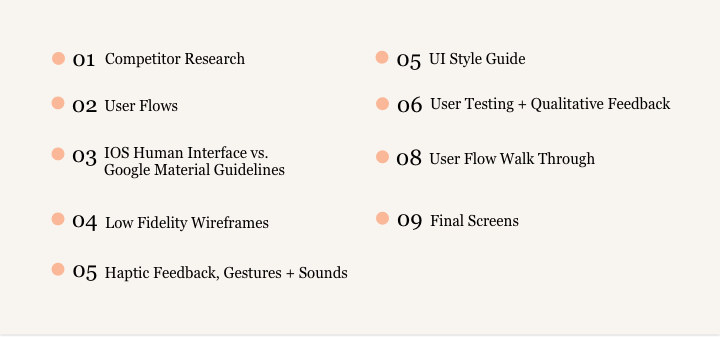 01 Competitor Research
02 User Flows
03 IOS Human Interface vs.
Google Material Guidelines
04 Low Fidelity Wireframes
05 Haptic Feedback, Gestures + Sounds
05 UI Style Guide
06 User Testing + Qualitative Feedback
08 User Flow Walk Through
09 Final Screens